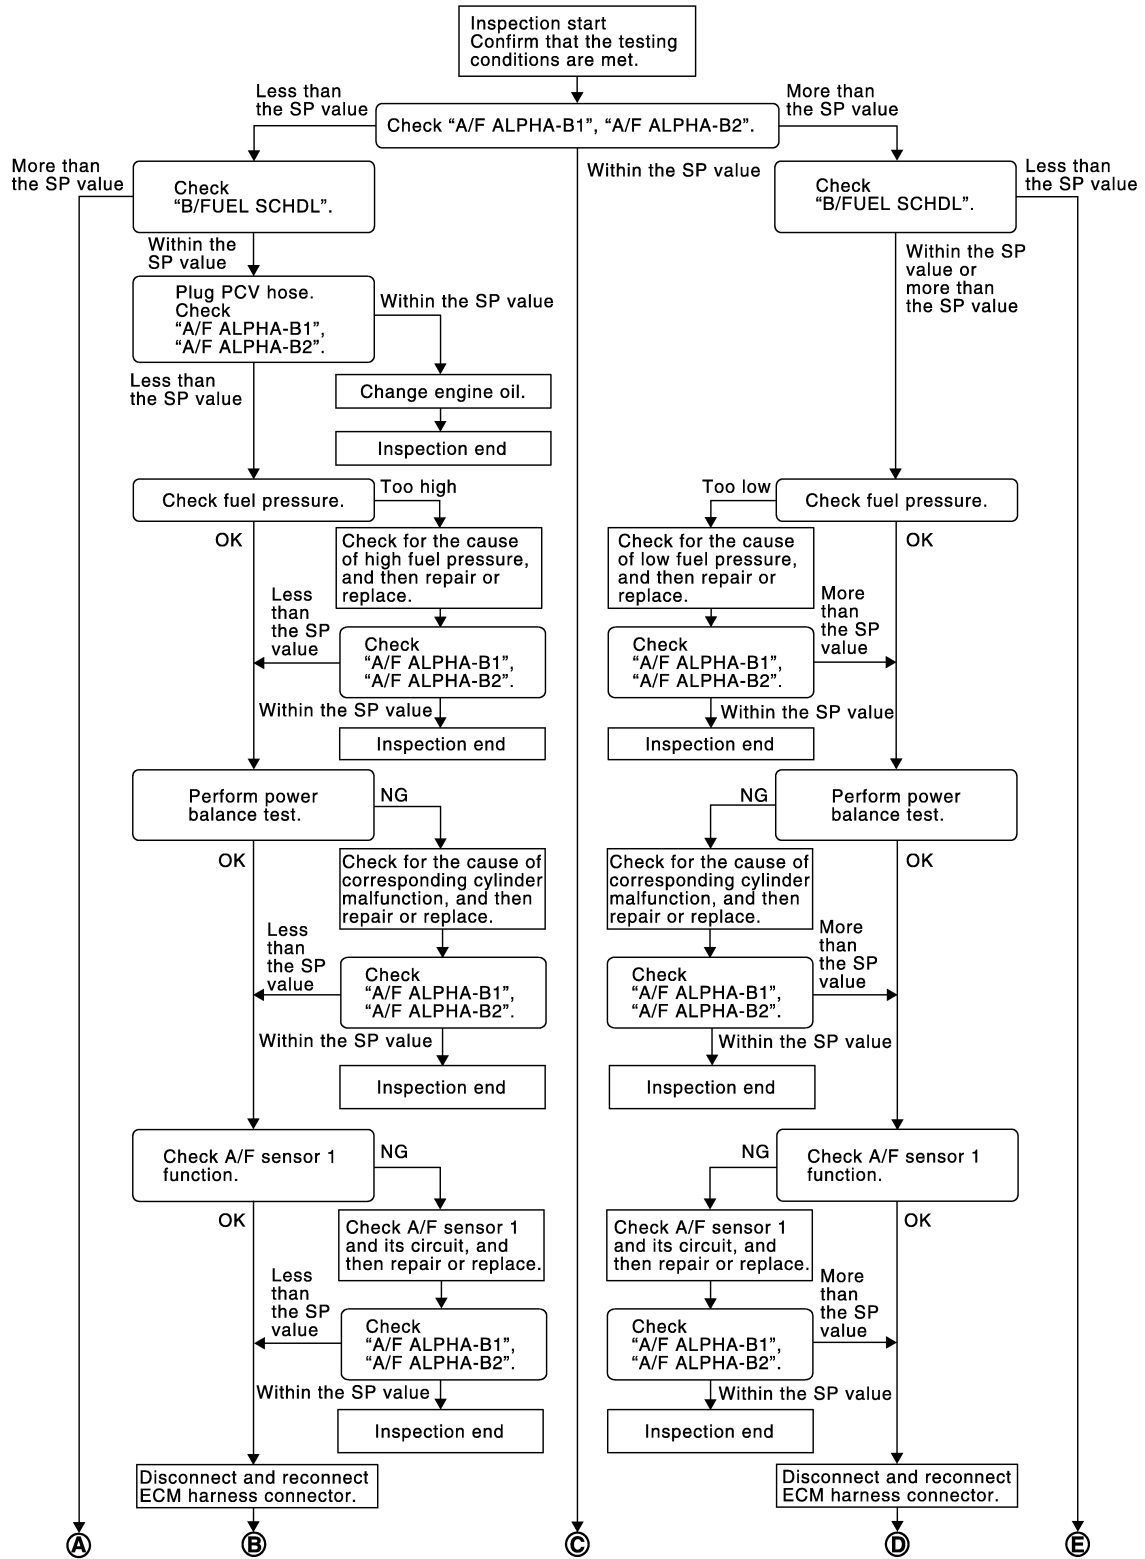 Inspection start
Confirm that the testing
conditions are met.
Less than
the SP value
More than
the SP value
Check “A/F ALPHA-B1”, “A/F ALPHA-B2”.
More than
the SP value
Within the SP value
Less than
the SP value
Check
“B/FUEL SCHDL”.
Check
“B/FUEL SCHDL”.
Within the
SP value
Within the SP
value or
more than
the SP value
Plug PCV hose.
Check
“A/F ALPHA-B1”,
“A/F ALPHA-B2”.
Within the SP value
Less than
the SP value
Change engine oil.
Inspection end
Check fuel pressure.
Too high
Too low
Check fuel pressure.
OK
Check for the cause
of high fuel pressure,
and then repair or
replace.
Check for the cause
of low fuel pressure,
and then repair or
replace.
OK
Less
than
the SP
value
Check
“A/F ALPHA-B1”,
“A/F ALPHA-B2”.
Check
“A/F ALPHA-B1”,
“A/F ALPHA-B2”.
More
than
the SP
value
Within the SP value
Within the SP value
Inspection end
Inspection end
Perform power
balance test.
NG
NG
Perform power
balance test.
OK
Check for the cause of
corresponding cylinder
malfunction, and then
repair or replace.
Check for the cause of
corresponding cylinder
malfunction, and then
repair or replace.
OK
Less
than
the SP
value
Check
“A/F ALPHA-B1”,
“A/F ALPHA-B2”.
Check
“A/F ALPHA-B1”,
“A/F ALPHA-B2”.
More
than
the SP
value
Within the SP value
Within the SP value
Inspection end
Inspection end
Check A/F sensor 1
function.
NG
NG
Check A/F sensor 1
function.
OK
Check A/F sensor 1
and its circuit, and
then repair or replace.
Check A/F sensor 1
and its circuit, and
then repair or replace.
OK
Less
than
the SP
value
Check
“A/F ALPHA-B1”,
“A/F ALPHA-B2”.
Check
“A/F ALPHA-B1”,
“A/F ALPHA-B2”.
More
than
the SP
value
Within the SP value
Within the SP value
Inspection end
Inspection end
Disconnect and reconnect
ECM harness connector.
Disconnect and reconnect
ECM harness connector.
A
B
C
D
E